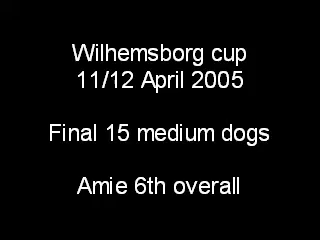 Wilhemsborg cup
11/12 April 2005
Final 15 medium dogs
Amie 6th overall